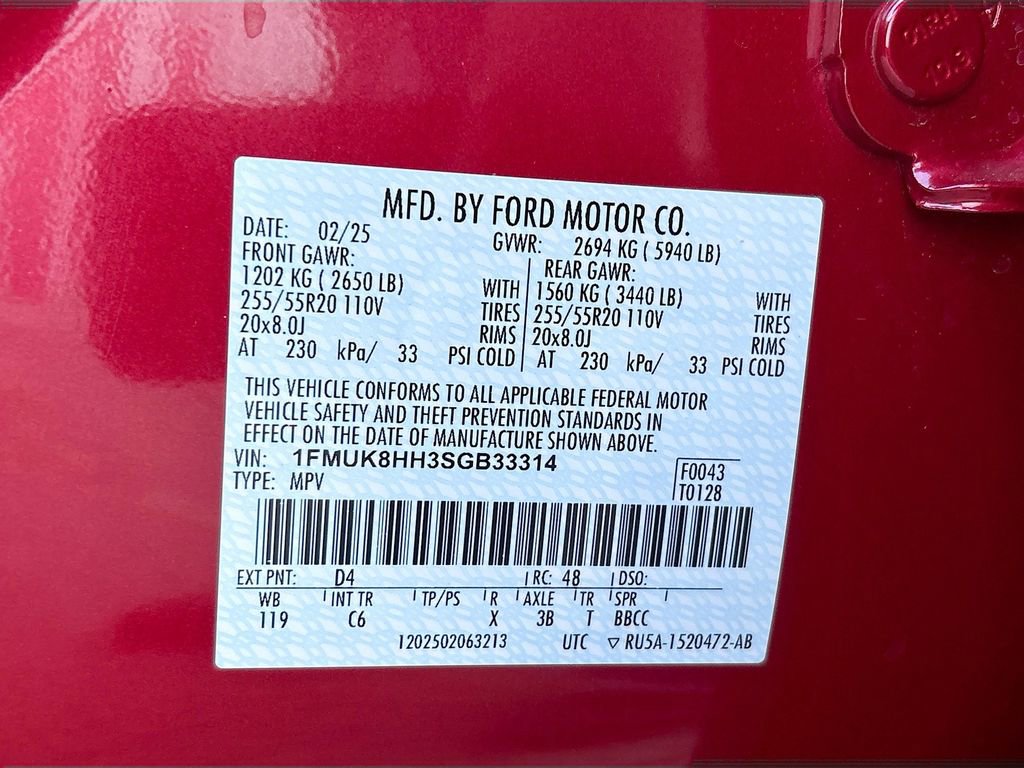 MFD. BY FORD MOTOR CO.
DATE: 02/25 GVWR: 2694 KG ( 5940 LB)
FRONT GAWR: REAR GAWR:
1202 KG ( 2650 LB) WITH 1560 KG ( 3440 LB) WITH
255/55R20 110V TIRES 255/55R20 110V TIRES
20x8.0J RIMS 20x8.0J RIMS
AT 230 kPa/ 33 PSI COLD AT 230 kPa/ 33 PSI COLD
THIS VEHICLE CONFORMS TO ALL APPLICABLE FEDERAL MOTOR
VEHICLE SAFETY AND THEFT PREVENTION STANDARDS IN
EFFECT ON THE DATE OF MANUFACTURE SHOWN ABOVE.
VIN: 1FMUK8HH3SGB33314 F0043
TYPE: MPV T0128
EXT PNT: D4 RC: 48 DSO:
WB INT TR TP/PS R AXLE TR SPR
119 C6 X 3B T BBCC
1202502063213 UTC ▽ RU5A-1520472-AB